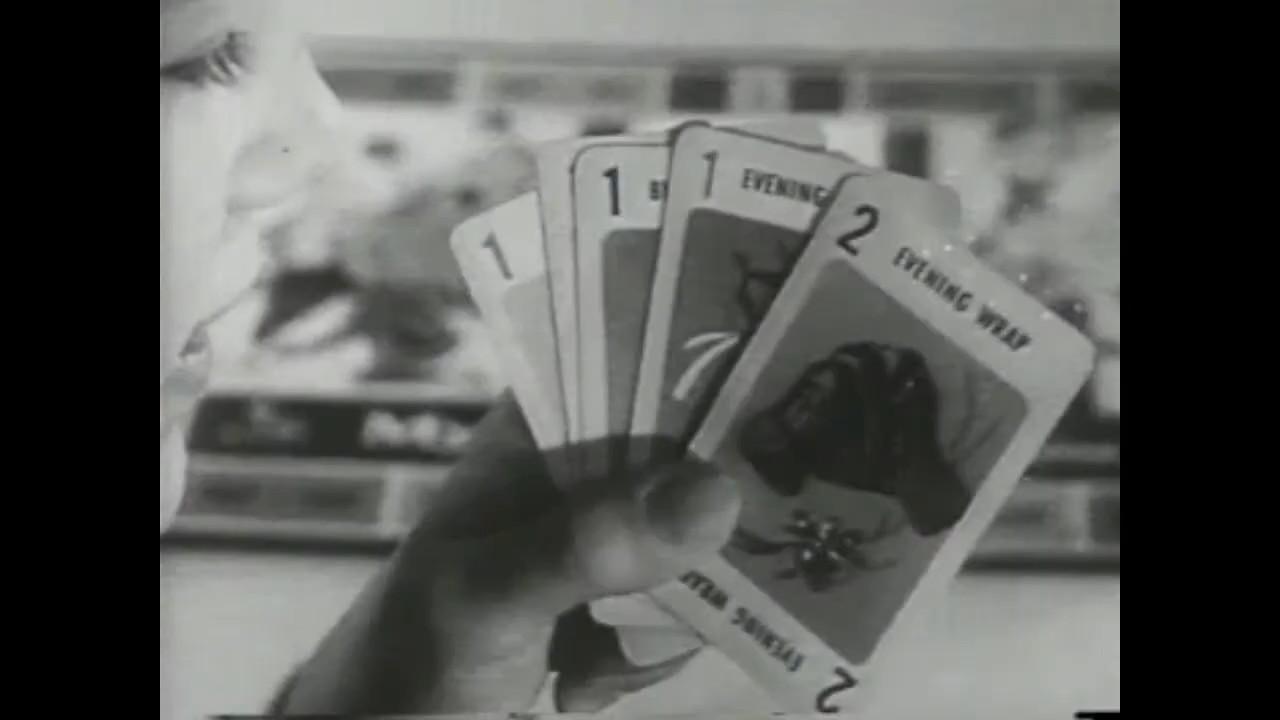 1
1 B
1 EVENING
2 EVENING WRAP
EVENING WRAP
2